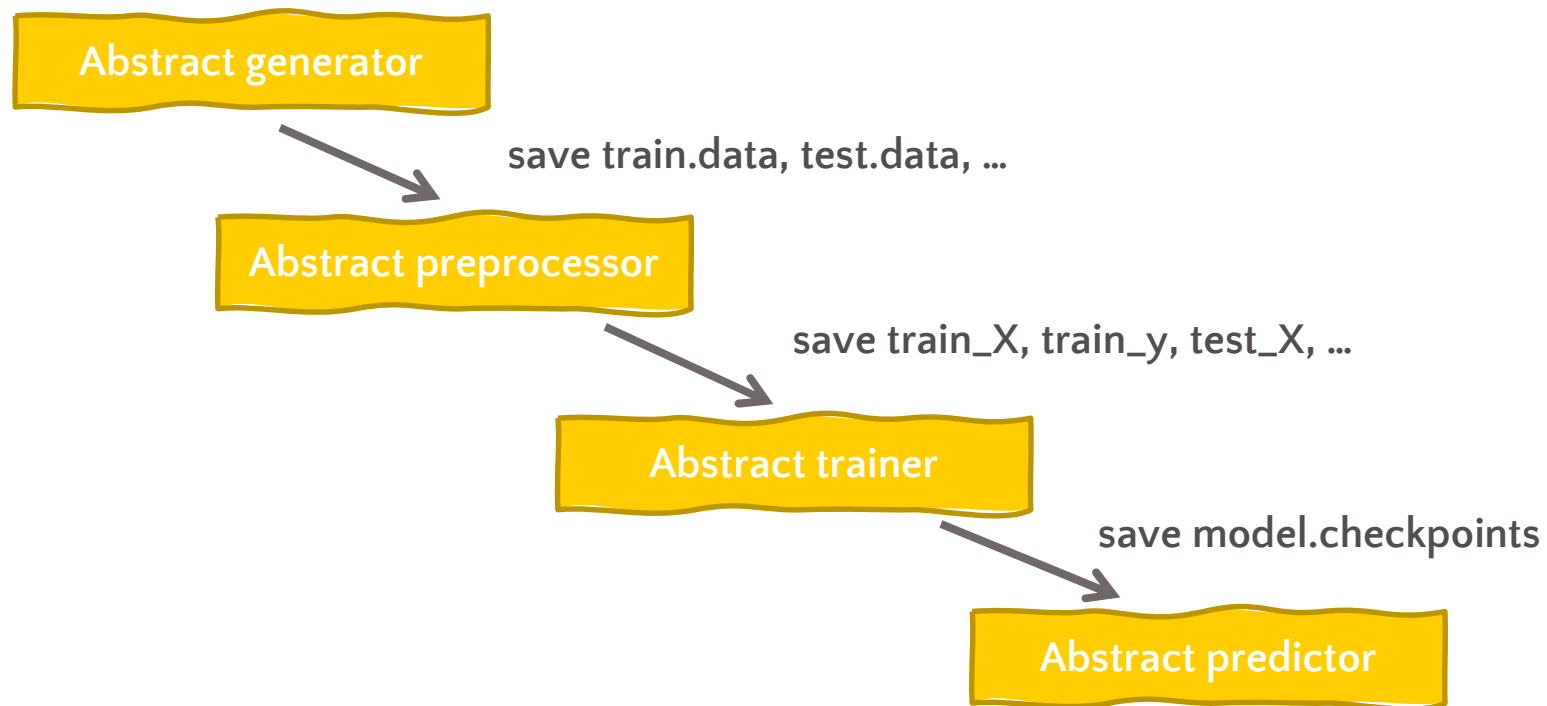 Abstract generator
save train.data, test.data, …
Abstract preprocessor
save train_X, train_y, test_X, …
Abstract trainer
save model.checkpoints
Abstract predictor